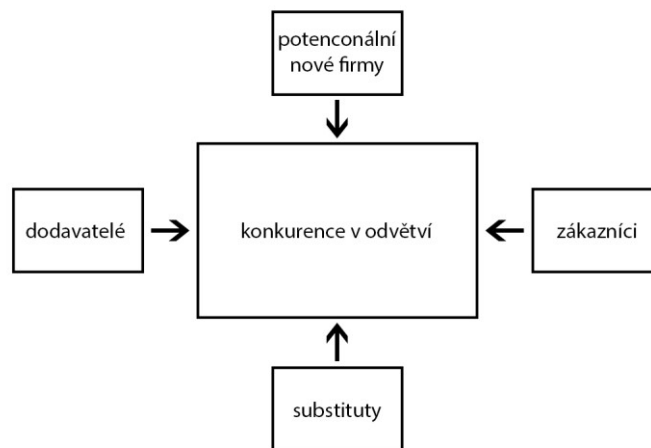 potenconální
nové firmy
dodavatelé
konkurence v odvětví
zákazníci
substituty